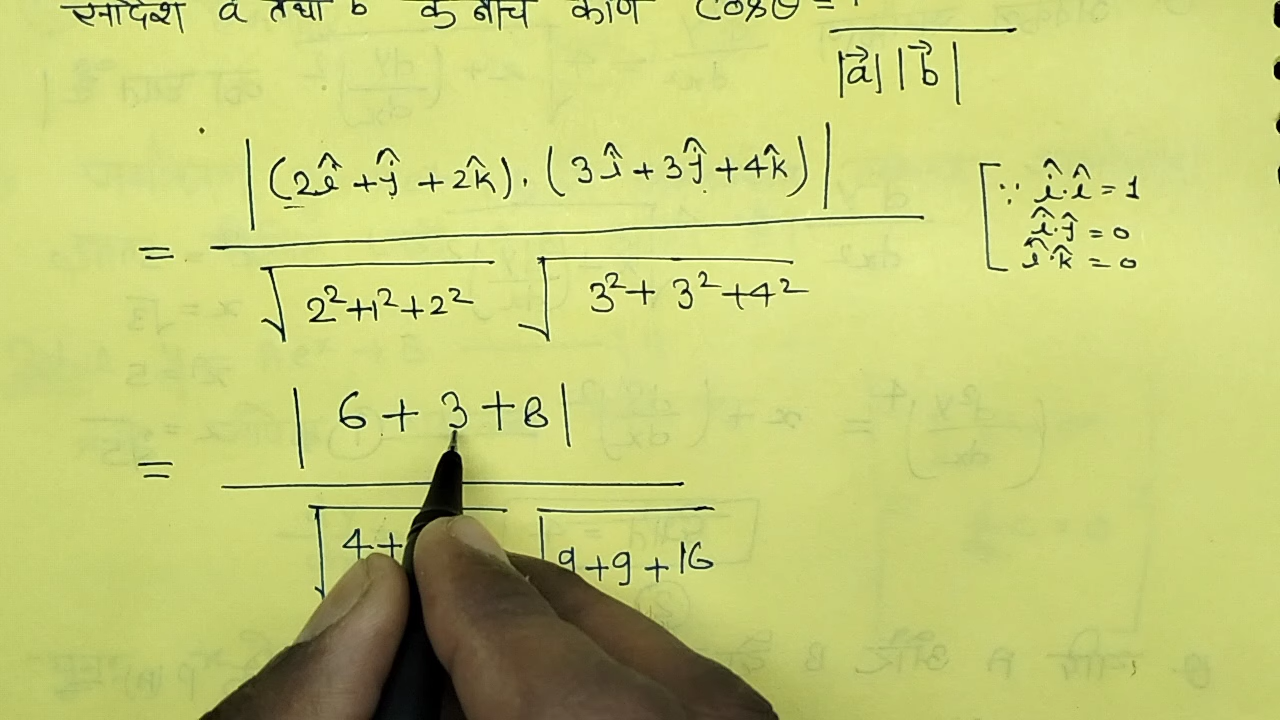 सदिश a तथा b के बीच कोण cosθ =
|a⃗| |b⃗|
= |(2î + ĵ + 2k̂) . (3î + 3ĵ + 4k̂)|
√2²+1²+2² √3²+3²+4²
[∵ î.î = 1
î.ĵ = 0
î.k̂ = 0
= |6 + 3 + 8|
√4+ √9+9+16